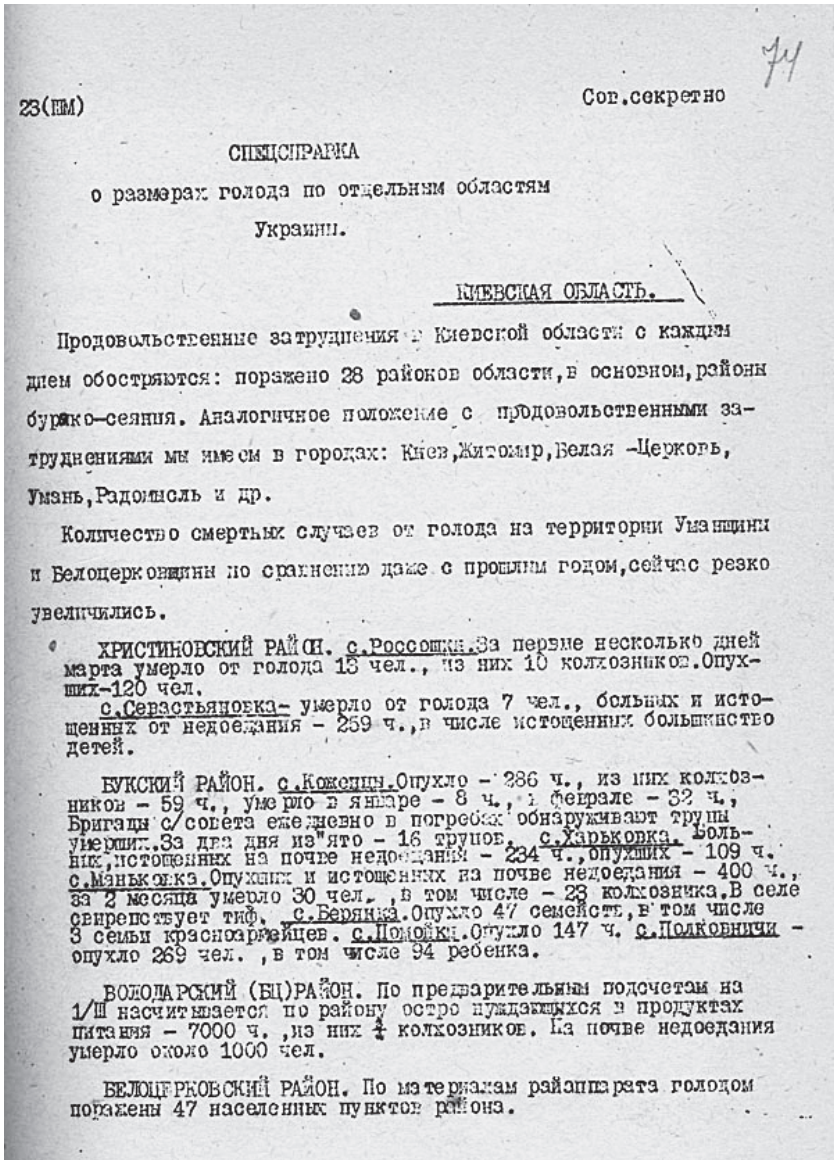 74
23(ПМ)
Сов.секретно
СПЕЦСПРАВКА
о размерах голода по отдельным областям
Украины.
КИЕВСКАЯ ОБЛАСТЬ.
Продовольственные затруднения в Киевской области с каждым
днем обостряются: поражено 28 районов области,в основном,районы
бурако-сеяния. Аналогичное положение с продовольственными за-
труднениями мы имеем в городах: Киев,Житомир,Белая -Церковь,
Умань,Радомысль и др.
Количество смертных случаев от голода на территории Уманщины
и Белоцерковщины по сравнению даже с прошлым годом,сейчас резко
увеличились.
ХРИСТИНОВСКИЙ РАЙОН. с.Россошки.За первые несколько дней
марта умерло от голода 13 чел., из них 10 колхозников.Опух-
ших-120 чел.
с.Севастьяновка- умерло от голода 7 чел., больных и исто-
щенных от недоедания - 259 ч.,в числе истощенных большинство
детей.
БУКСКИЙ РАЙОН. с.Кожепич.Опухло - 286 ч., из них колхоз-
ников - 59 ч., умерло в январе - 8 ч., в феврале - 32 ч.,
Бригады с/совета ежедневно в погребах обнаруживают трупы
умерших.За два дня из"ято - 16 трупов. с.Харьковка. Боль-
ных,истощенных на почве недоедания - 234 ч.,опухших - 109 ч.
с.Маньковка.Опухших и истощенных на почве недоедания - 400 ч.,
за 2 месяца умерло 30 чел., в том числе - 23 колхозника.В селе
свирепствует тиф. с.Берянка.Опухло 47 семейств,в том числе
3 семьи красноармейцев. с.Помойки.Опухло 147 ч. с.Полковничи -
опухло 269 чел. ,в том числе 94 ребенка.
ВОЛОДАРСКИЙ (БЦ)РАЙОН. По предварительным подсчетам на
1/III насчитывается по району остро нуждающихся в продуктах
питания - 7000 ч. ,из них колхозников. На почве недоедания
умерло около 1000 чел.
БЕЛОЦЕРКОВСКИЙ РАЙОН. По материалам райаппарата голодом
поражены 47 населенных пунктов района.